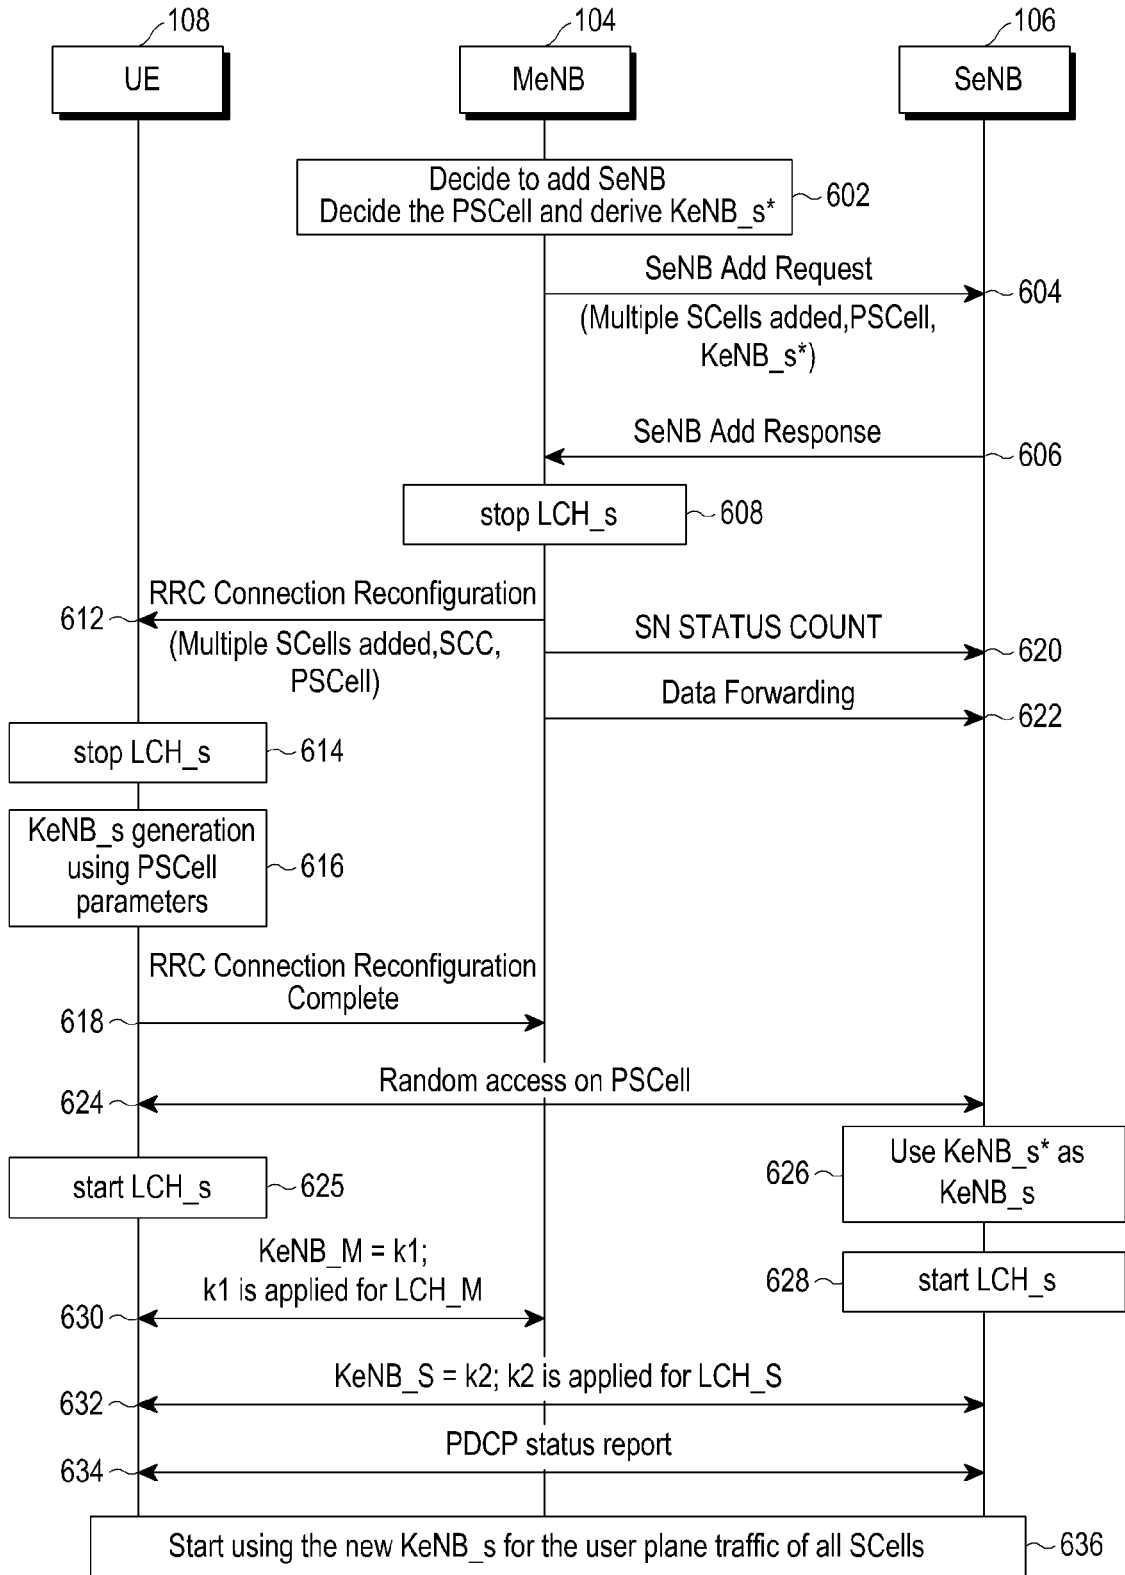 108
104
106
UE
MeNB
SeNB
Decide to add SeNB
Decide the PSCell and derive KeNB_s*
602
SeNB Add Request
604
(Multiple SCells added,PSCell,
KeNB_s*)
SeNB Add Response
606
stop LCH_s
608
RRC Connection Reconfiguration
612
(Multiple SCells added,SCC,
PSCell)
SN STATUS COUNT
620
Data Forwarding
622
stop LCH_s
614
KeNB_s generation
using PSCell
parameters
616
RRC Connection Reconfiguration
Complete
618
Random access on PSCell
624
Use KeNB_s* as
KeNB_s
626
start LCH_s
625
KeNB_M = k1;
k1 is applied for LCH_M
630
start LCH_s
628
KeNB_S = k2; k2 is applied for LCH_S
632
PDCP status report
634
Start using the new KeNB_s for the user plane traffic of all SCells
636